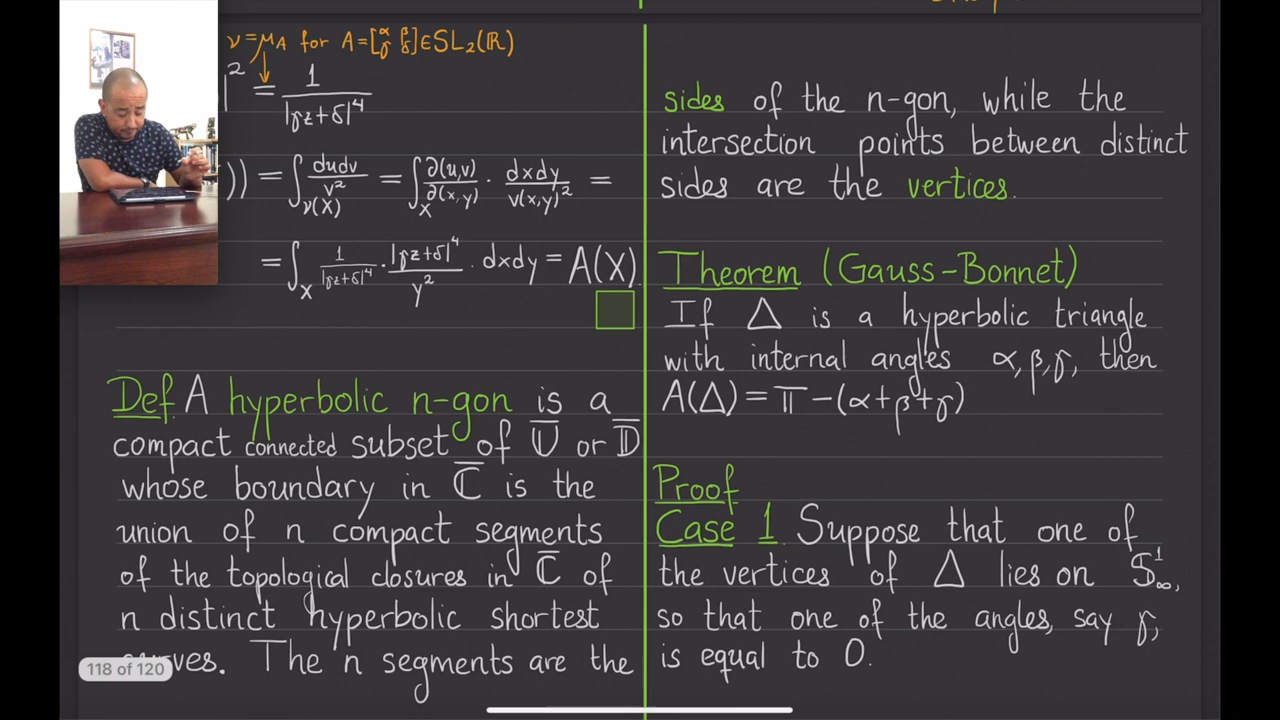 ν = μ_A for A = [α β γ δ] ∈ SL₂(ℝ)
|² = 1/|γz+δ|⁴
)) = ∫_{ν(X)} dudv/v² = ∫_X ∂(u,v)/∂(x,y) · dxdy/v(x,y)² =
= ∫_X 1/|γz+δ|⁴ · |γz+δ|⁴/y² · dxdy = A(X)
Def. A hyperbolic n-gon is a
compact connected subset of U̅ or 𝔻̅
whose boundary in ℂ̅ is the
union of n compact segments
of the topological closures in ℂ̅ of
n distinct hyperbolic shortest
curves. The n segments are the
118 of 120
sides of the n-gon, while the
intersection points between distinct
sides are the vertices.
Theorem (Gauss-Bonnet)
If Δ is a hyperbolic triangle
with internal angles α, β, γ, then
A(Δ) = π - (α+β+γ)
Proof
Case 1. Suppose that one of
the vertices of Δ lies on 𝕊¹_∞,
so that one of the angles, say γ,
is equal to 0.